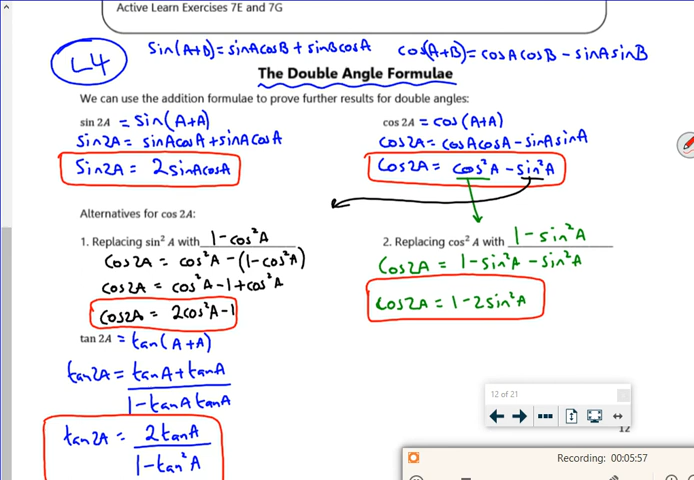 Active Learn Exercises 7E and 7G
L4
sin(A+B) = sinAcosB + sinBcosA
cos(A+B) = cosAcosB - sinAsinB
The Double Angle Formulae
We can use the addition formulae to prove further results for double angles:
sin 2A = sin(A+A)
sin2A = sinAcosA + sinAcosA
Sin2A = 2sinAcosA
cos 2A = cos(A+A)
cos2A = cosAcosA - sinAsinA
Cos2A = cos²A - sin²A
Alternatives for cos 2A:
1. Replacing sin² A with 1-cos²A
Cos2A = cos²A - (1-cos²A)
cos2A = cos²A - 1 + cos²A
Cos2A = 2cos²A - 1
2. Replacing cos² A with 1-sin²A
Cos2A = 1-sin²A - sin²A
Cos2A = 1-2sin²A
tan 2A = tan(A+A)
tan2A = tanA + tanA
1-tanAtanA
tan2A = 2tanA
1-tan²A
12 of 21
12
Recording: 00:05:57